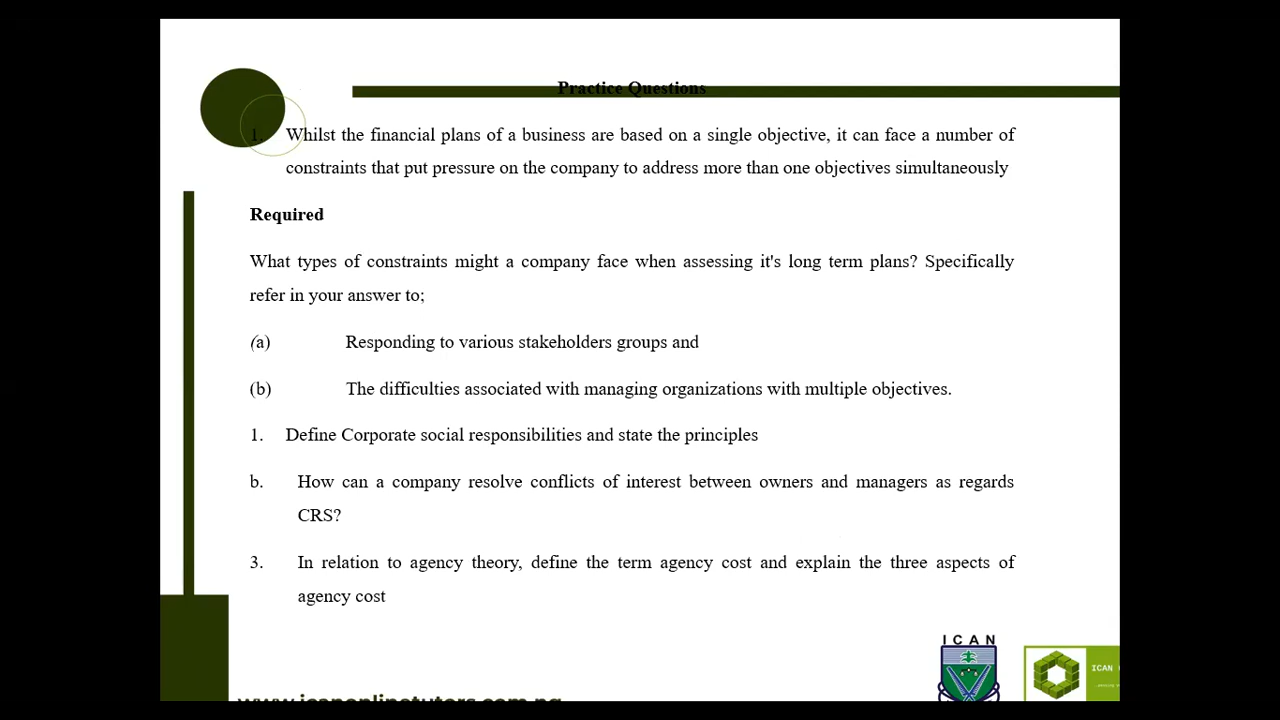 Practice Questions
1. Whilst the financial plans of a business are based on a single objective, it can face a number of
constraints that put pressure on the company to address more than one objectives simultaneously
Required
What types of constraints might a company face when assessing it's long term plans? Specifically
refer in your answer to;
(a) Responding to various stakeholders groups and
(b) The difficulties associated with managing organizations with multiple objectives.
1. Define Corporate social responsibilities and state the principles
b. How can a company resolve conflicts of interest between owners and managers as regards
CRS?
3. In relation to agency theory, define the term agency cost and explain the three aspects of
agency cost
ICAN
ICAN
www.icanonlinetutors.com.ng